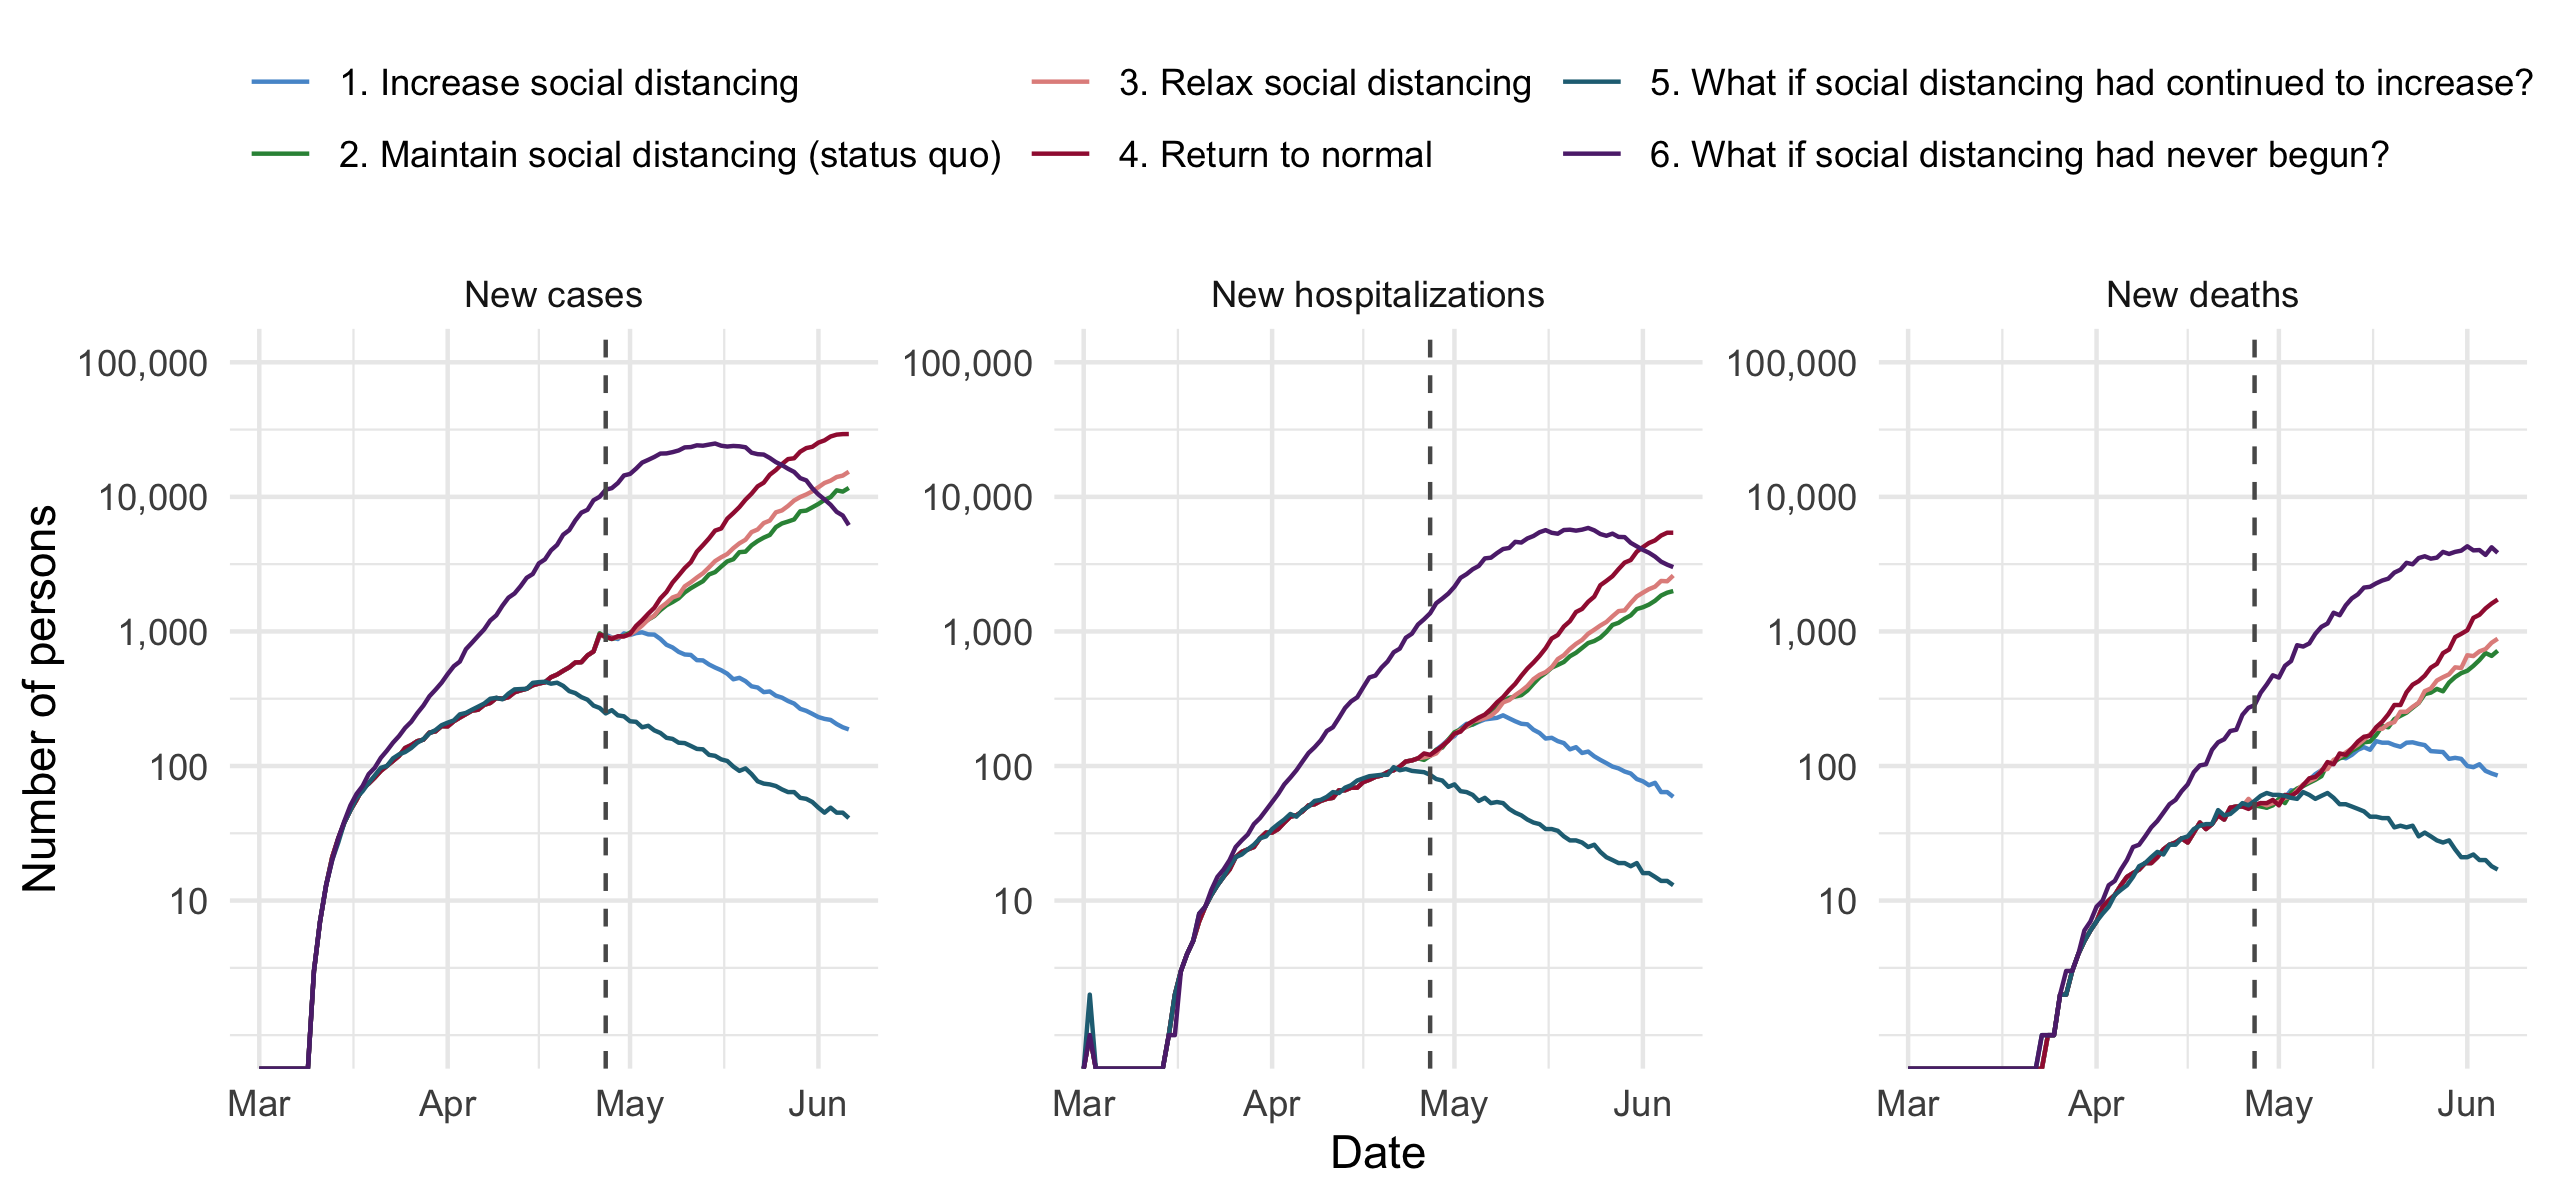 1. Increase social distancing
3. Relax social distancing
5. What if social distancing had continued to increase?
2. Maintain social distancing (status quo)
4. Return to normal
6. What if social distancing had never begun?
New cases
New hospitalizations
New deaths
Number of persons
100,000
10,000
1,000
100
10
100,000
10,000
1,000
100
10
100,000
10,000
1,000
100
10
Mar Apr May Jun
Mar Apr May Jun
Mar Apr May Jun
Date